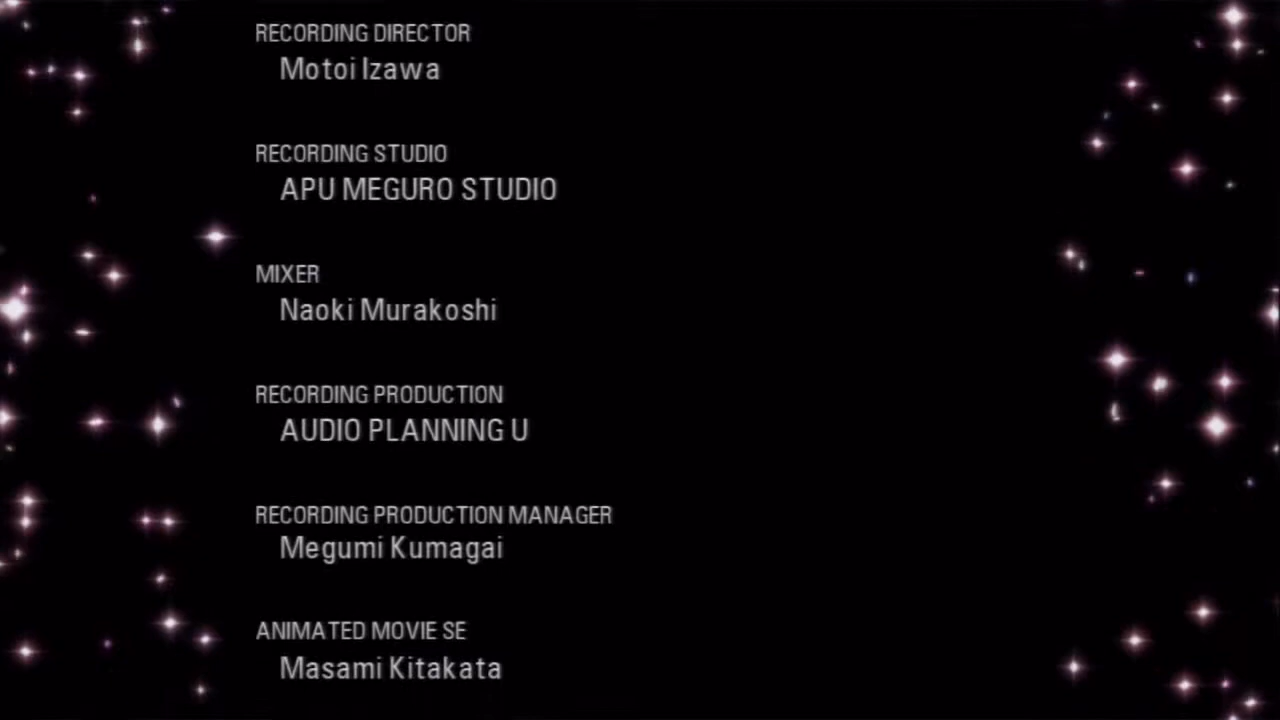 RECORDING DIRECTOR
Motoi Izawa
RECORDING STUDIO
APU MEGURO STUDIO
MIXER
Naoki Murakoshi
RECORDING PRODUCTION
AUDIO PLANNING U
RECORDING PRODUCTION MANAGER
Megumi Kumagai
ANIMATED MOVIE SE
Masami Kitakata